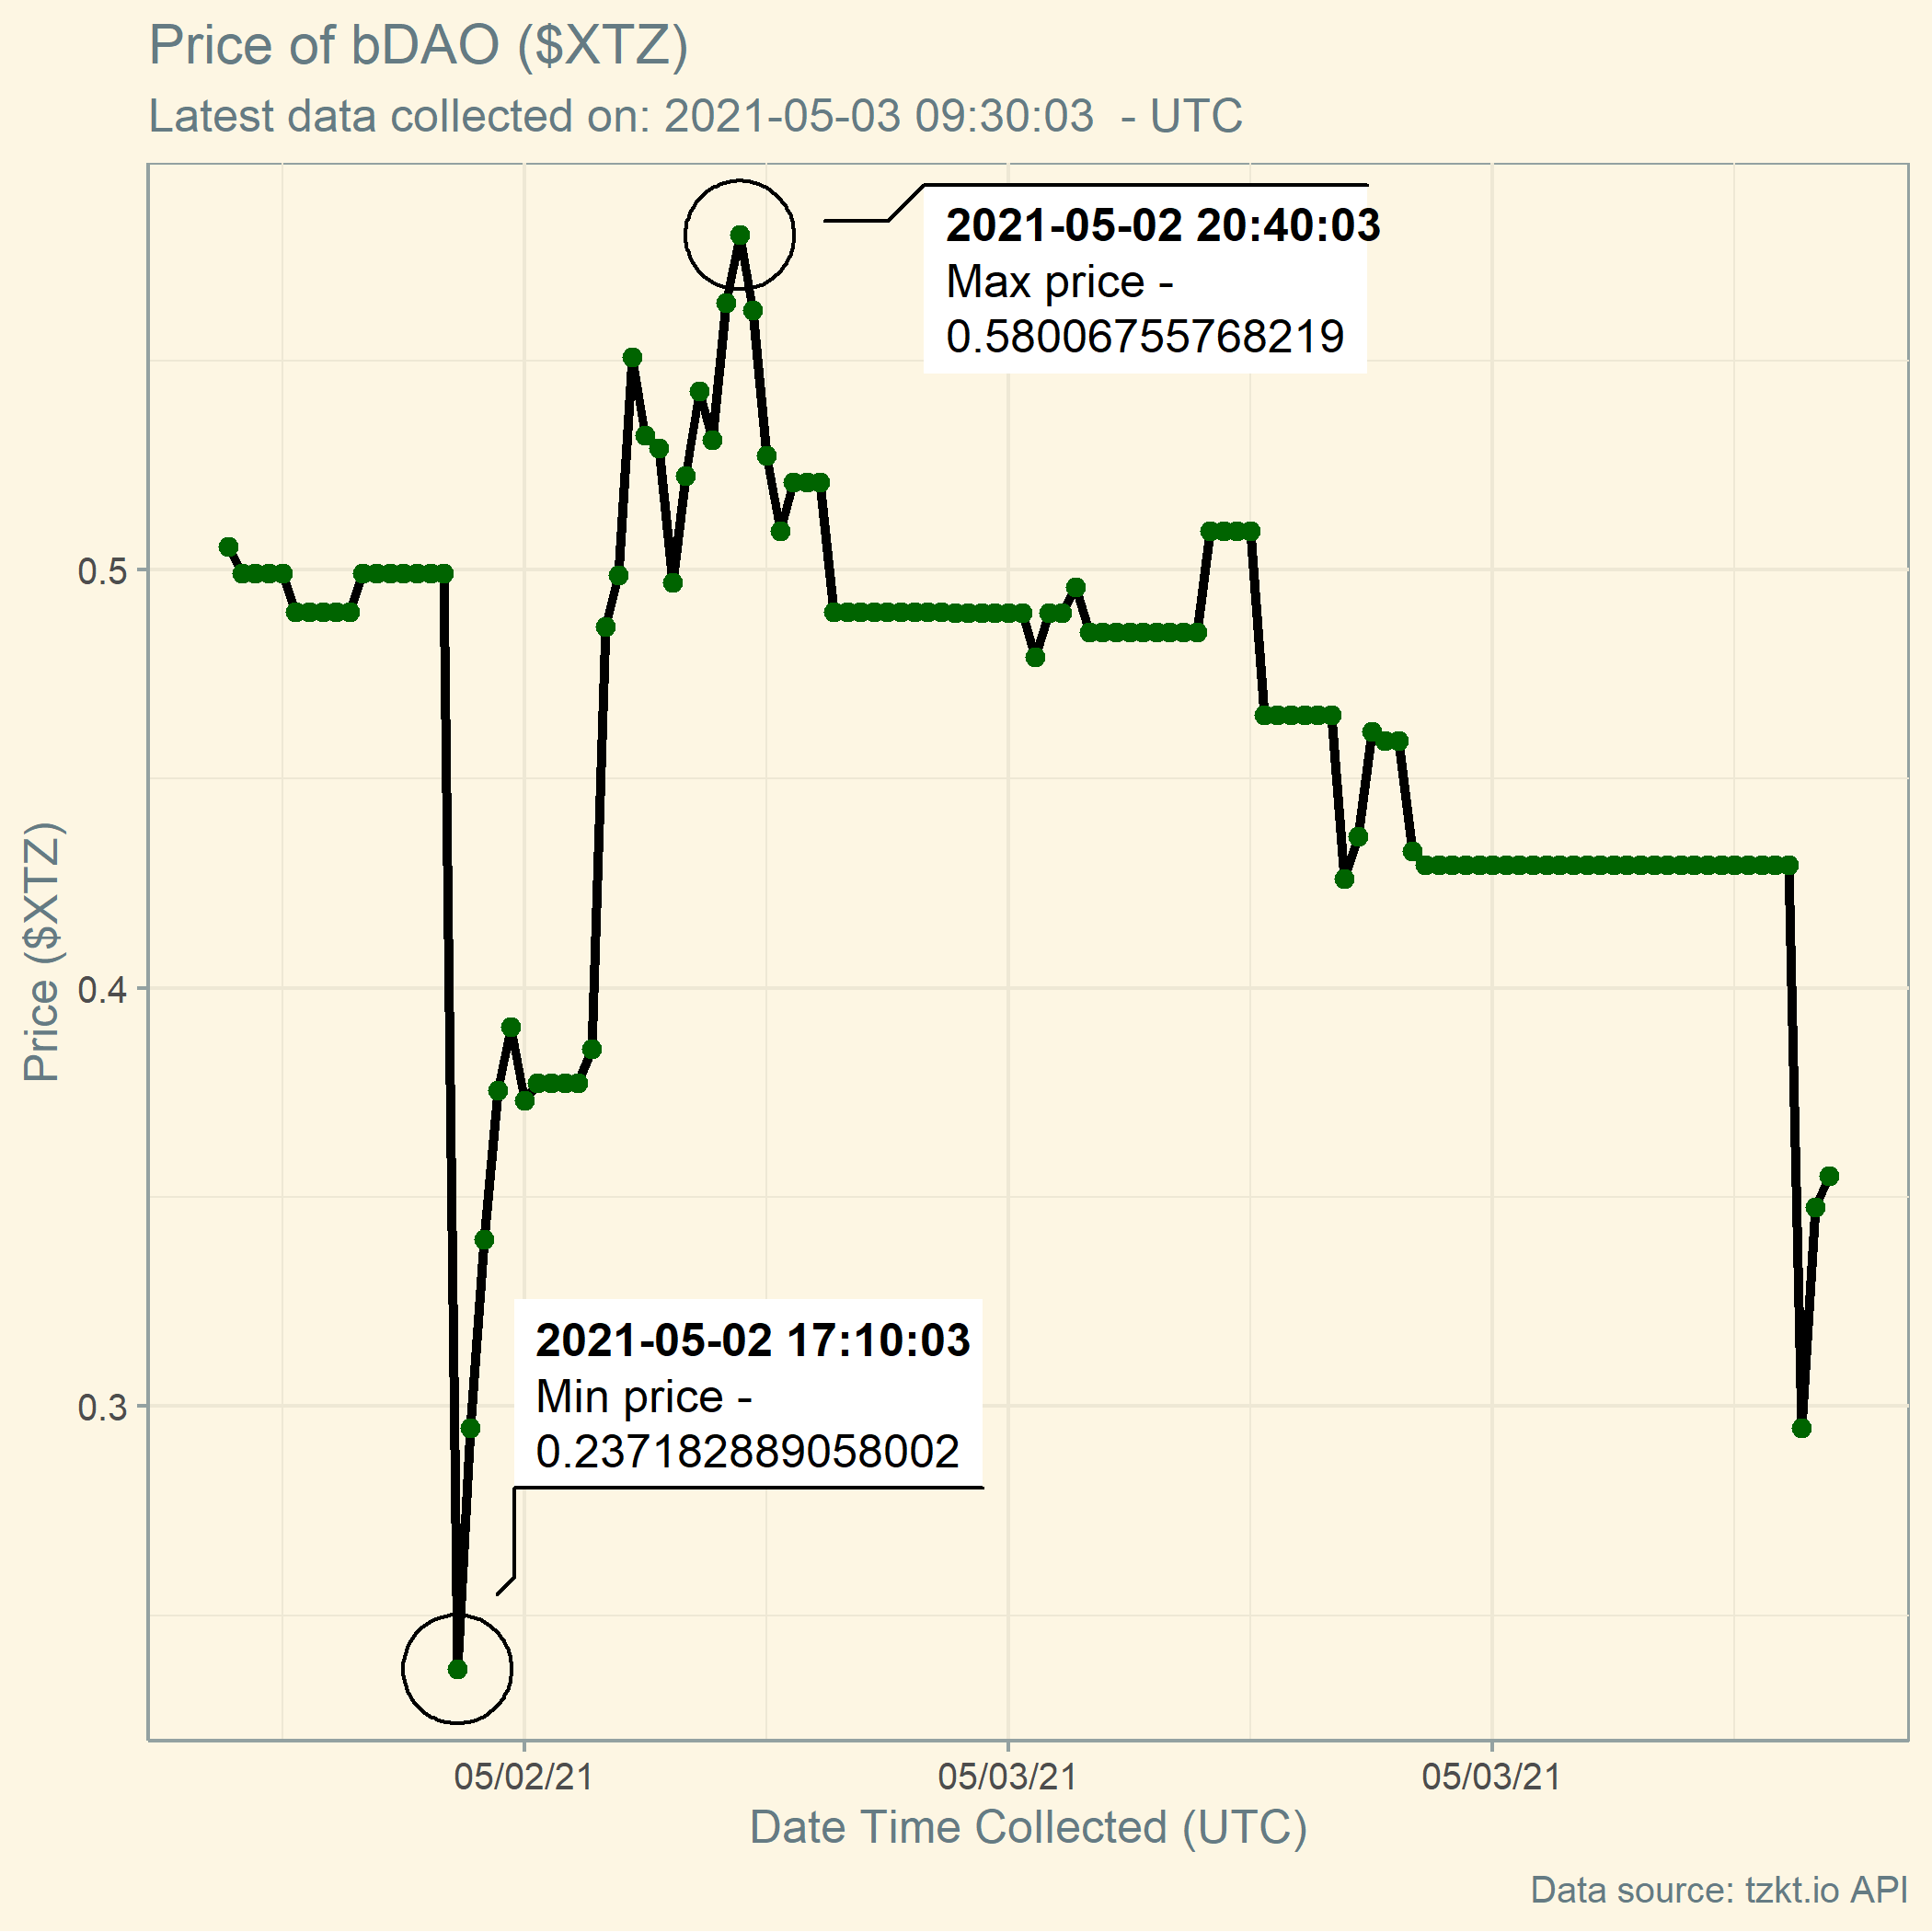 Price of bDAO ($XTZ)
Latest data collected on: 2021-05-03 09:30:03  - UTC
2021-05-02 20:40:03
Max price -
0.58006755768219
0.5
0.4
0.3
Price ($XTZ)
2021-05-02 17:10:03
Min price -
0.237182889058002
05/02/21
05/03/21
05/03/21
Date Time Collected (UTC)
Data source: tzkt.io API